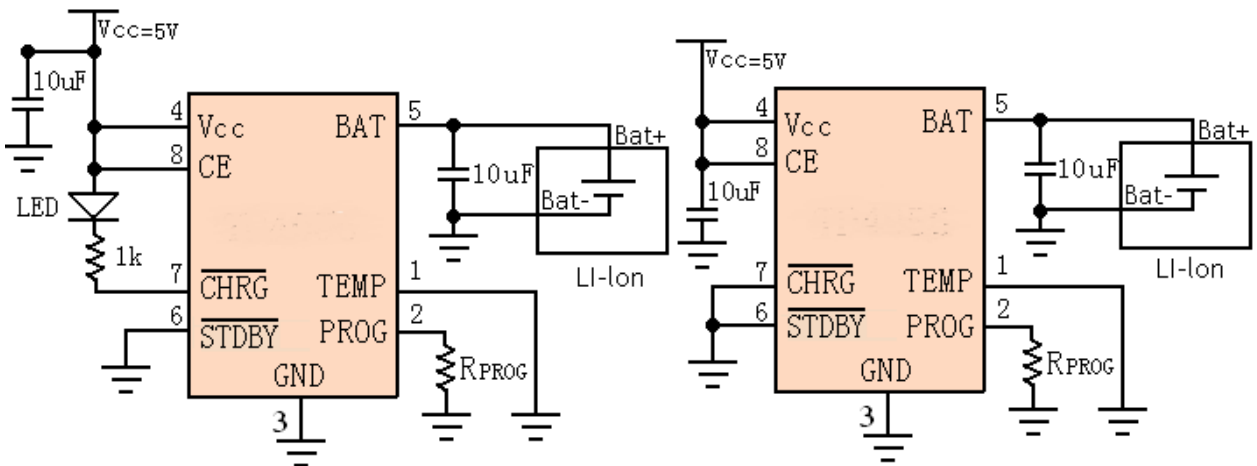 Vcc=5V
10uF
4
Vcc
BAT
5
8
CE
10uF
Bat+
Bat-
LED
1k
LI-Ion
7
CHRG
TEMP
1
6
STDBY
PROG
2
RPROG
GND
3
Vcc=5V
4
Vcc
BAT
5
8
CE
10uF
10uF
Bat+
Bat-
LI-Ion
7
CHRG
TEMP
1
6
STDBY
PROG
2
RPROG
GND
3